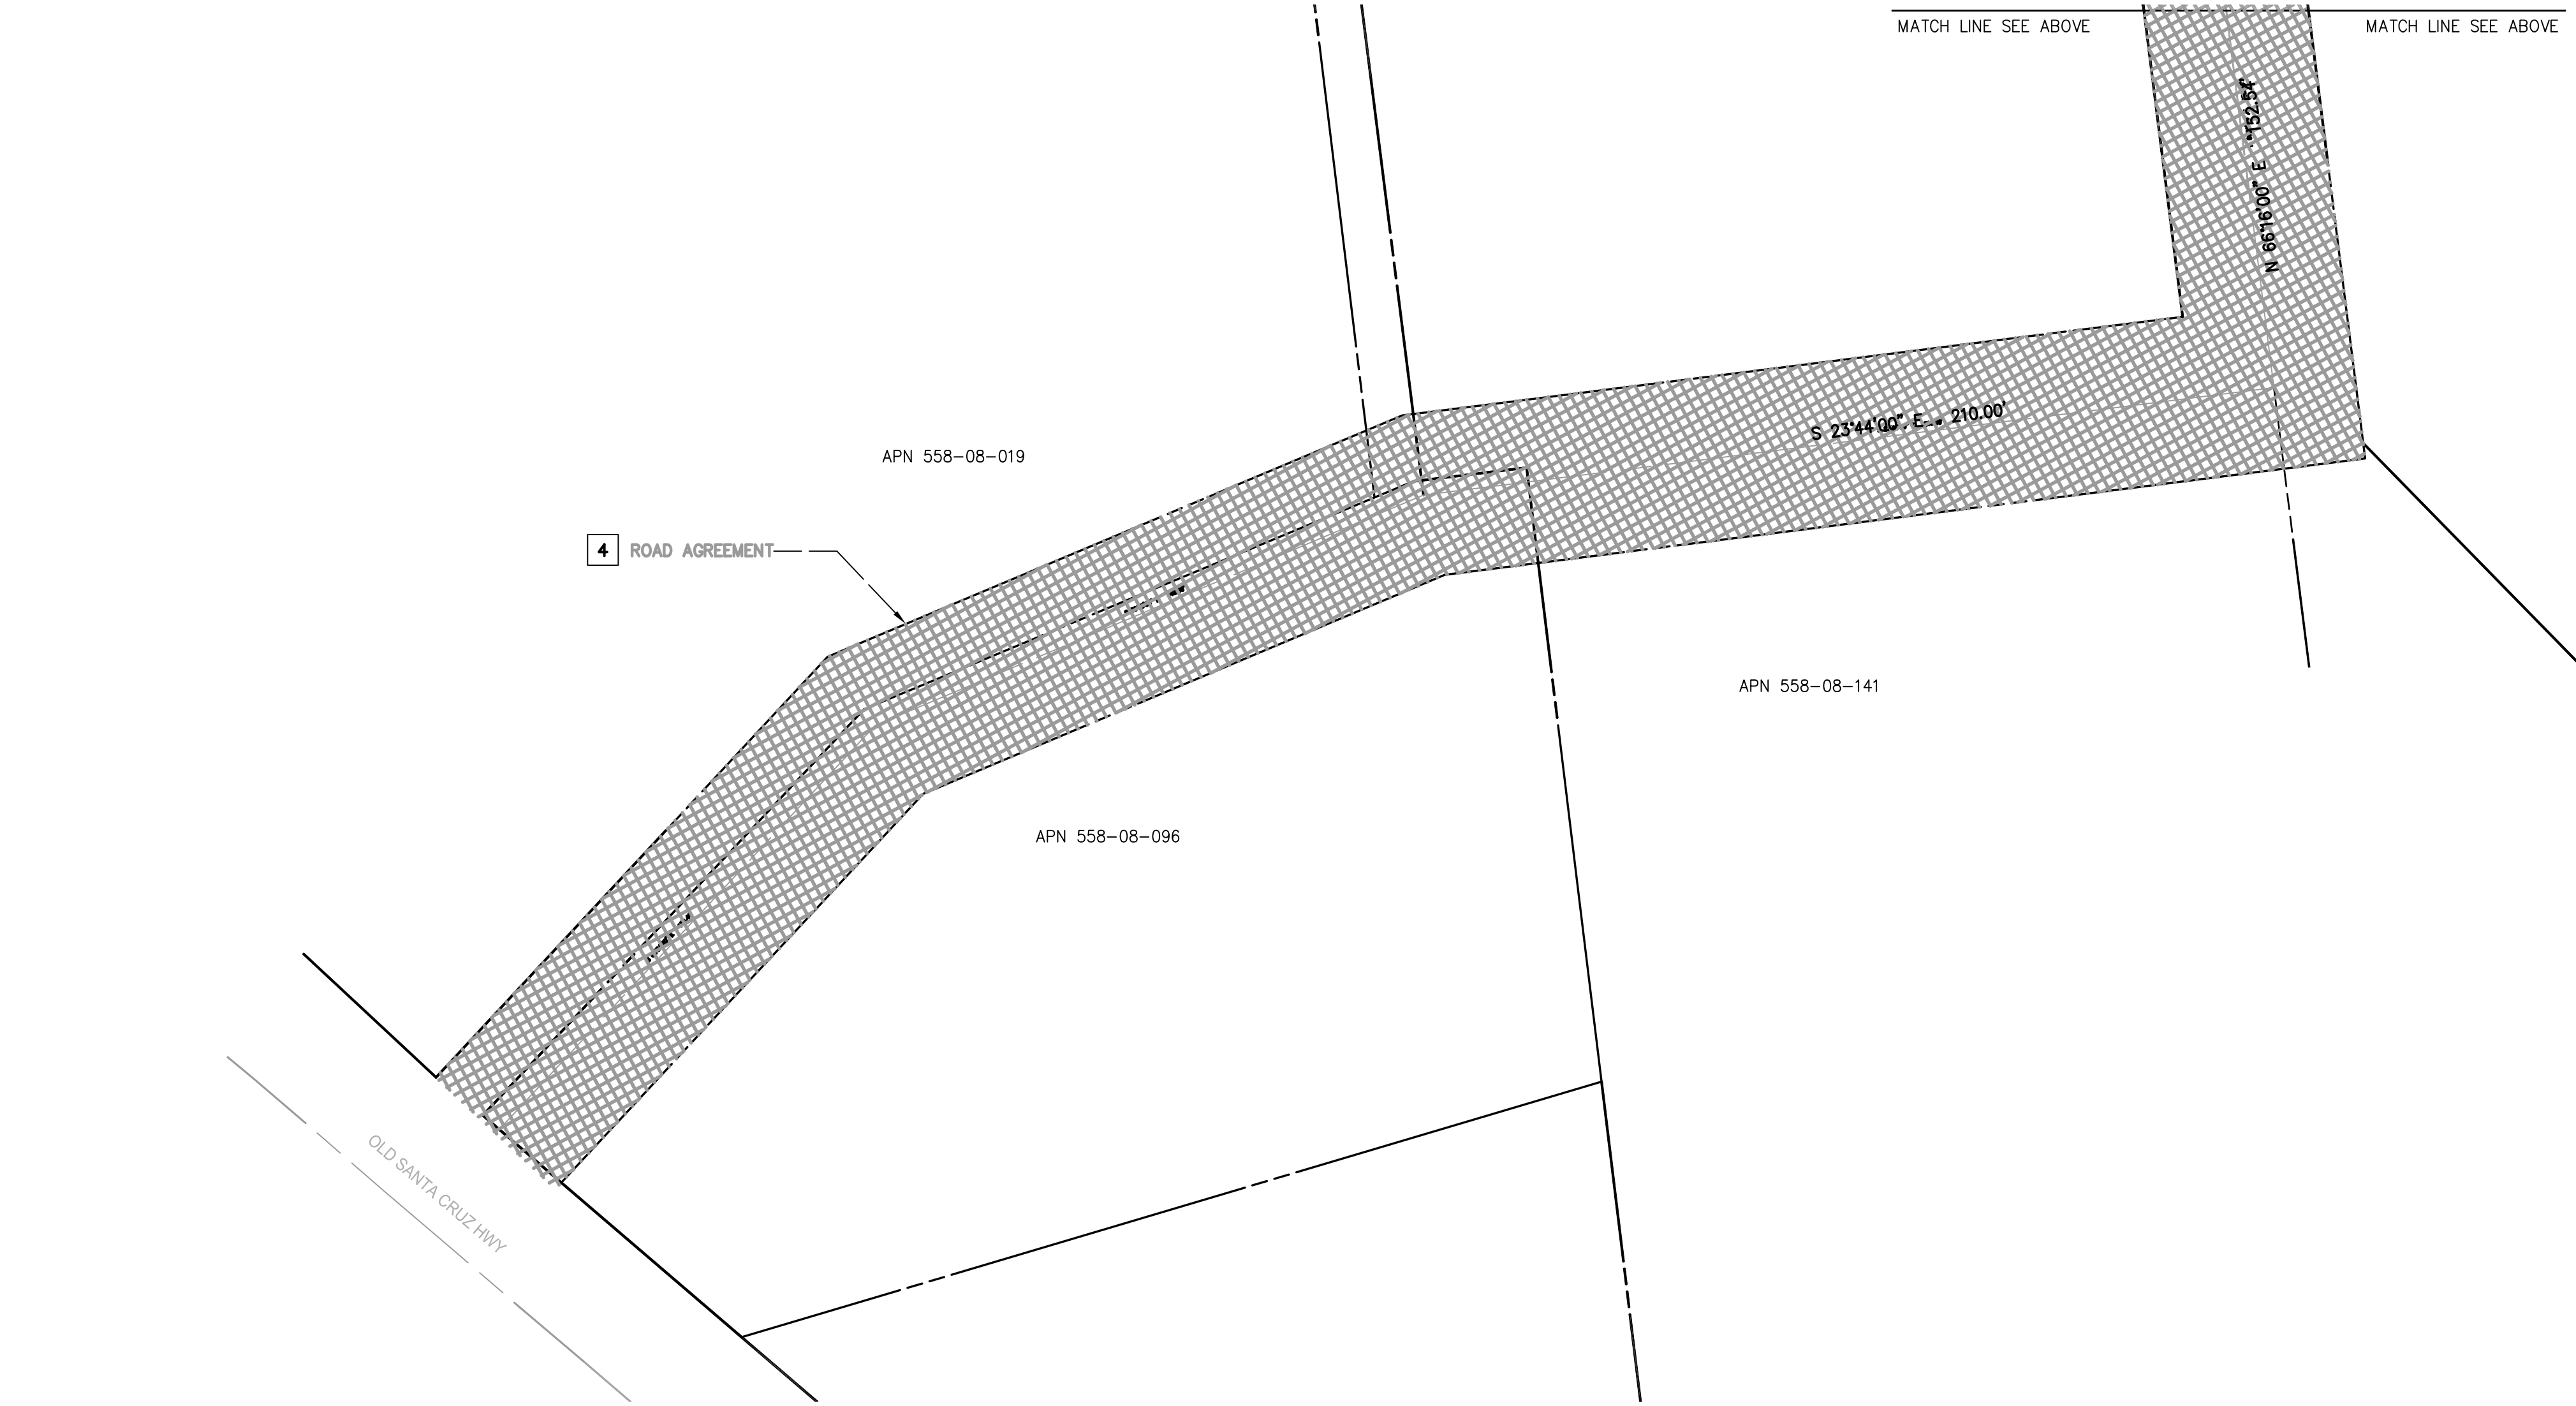 MATCH LINE SEE ABOVE
MATCH LINE SEE ABOVE
N 66°16'00" E 152.54'
S 23°44'00" E 210.00'
APN 558-08-019
4 ROAD AGREEMENT
APN 558-08-141
APN 558-08-096
OLD SANTA CRUZ HWY